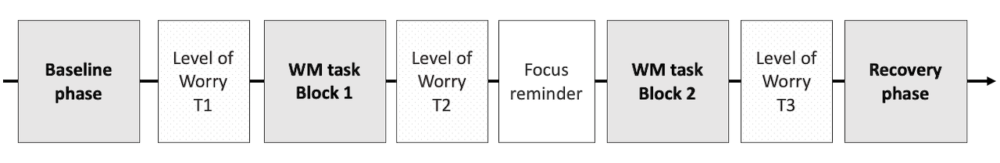 Baseline
phase
Level of
Worry
T1
WM task
Block 1
Level of
Worry
T2
Focus
reminder
WM task
Block 2
Level of
Worry
T3
Recovery
phase